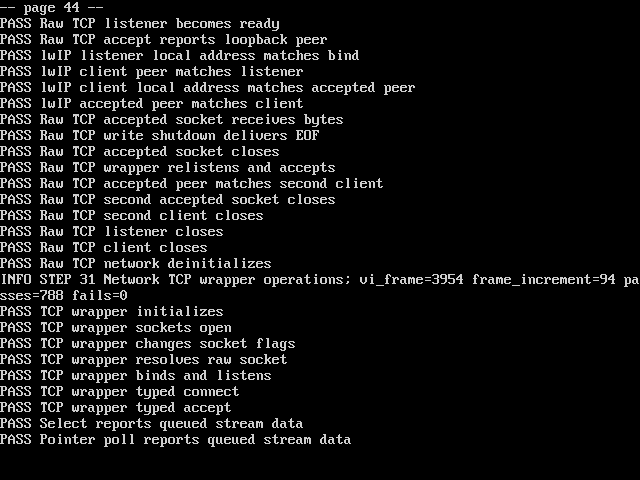 -- page 44 --
PASS Raw TCP listener becomes ready
PASS Raw TCP accept reports loopback peer
PASS lwIP listener local address matches bind
PASS lwIP client peer matches listener
PASS lwIP client local address matches accepted peer
PASS lwIP accepted peer matches client
PASS Raw TCP accepted socket receives bytes
PASS Raw TCP write shutdown delivers EOF
PASS Raw TCP accepted socket closes
PASS Raw TCP wrapper relistens and accepts
PASS Raw TCP accepted peer matches second client
PASS Raw TCP second accepted socket closes
PASS Raw TCP second client closes
PASS Raw TCP listener closes
PASS Raw TCP client closes
PASS Raw TCP network deinitializes
INFO STEP 31 Network TCP wrapper operations; vi_frame=3954 frame_increment=94 pa
sses=788 fails=0
PASS TCP wrapper initializes
PASS TCP wrapper sockets open
PASS TCP wrapper changes socket flags
PASS TCP wrapper resolves raw socket
PASS TCP wrapper binds and listens
PASS TCP wrapper typed connect
PASS TCP wrapper typed accept
PASS Select reports queued stream data
PASS Pointer poll reports queued stream data